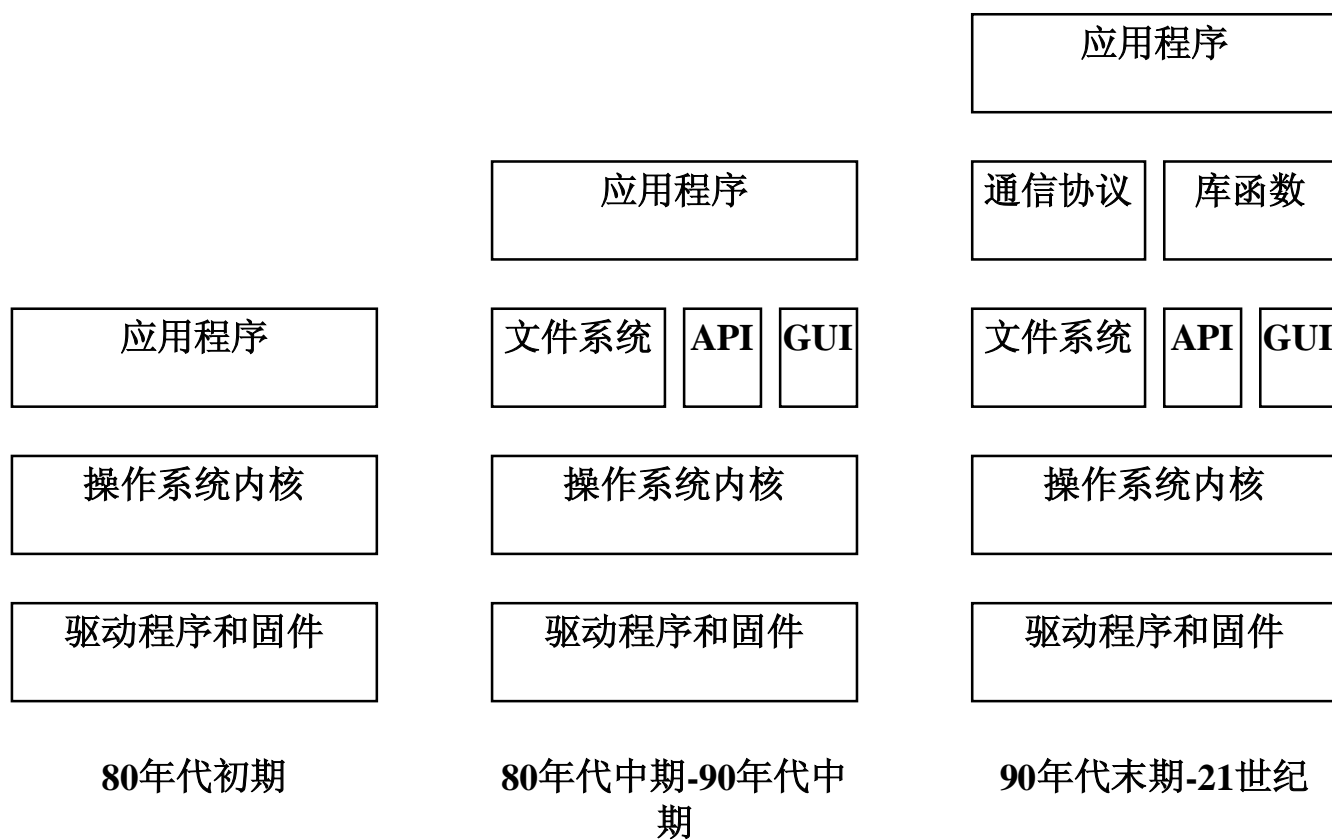 应用程序
应用程序
通信协议 库函数
应用程序
文件系统 API GUI
文件系统 API GUI
操作系统内核
操作系统内核
操作系统内核
驱动程序和固件
驱动程序和固件
驱动程序和固件
80年代初期
80年代中期-90年代中
期
90年代末期-21世纪